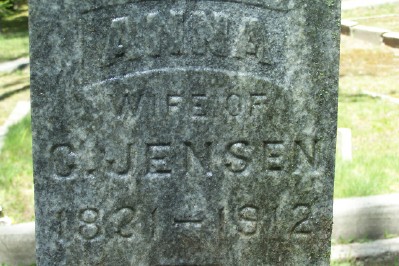 ANNA
WIFE OF
C. JENSEN
1821-1912